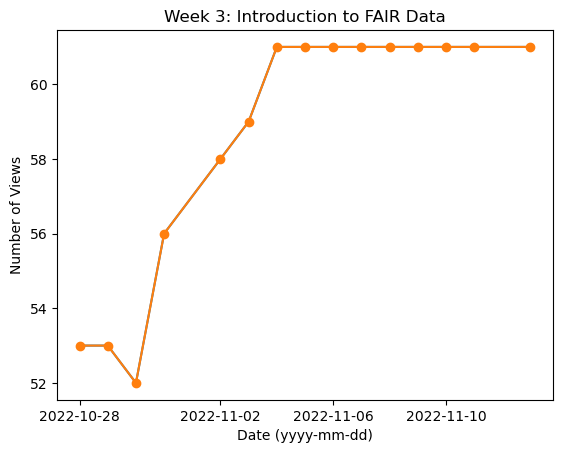 Week 3: Introduction to FAIR Data
Number of Views
60
58
56
54
52
2022-10-28 2022-11-02 2022-11-06 2022-11-10
Date (yyyy-mm-dd)